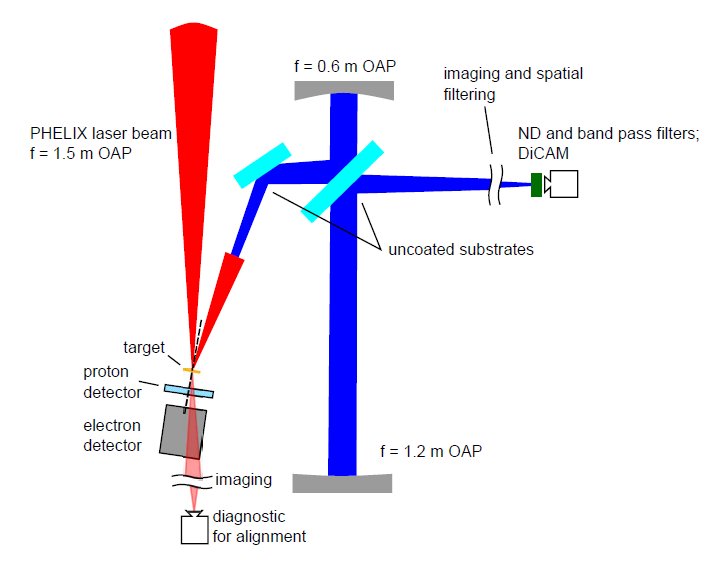 f = 0.6 m OAP
imaging and spatial
filtering
PHELIX laser beam
f = 1.5 m OAP
ND and band pass filters;
DiCAM
uncoated substrates
target
proton
detector
electron
detector
f = 1.2 m OAP
imaging
diagnostic
for alignment